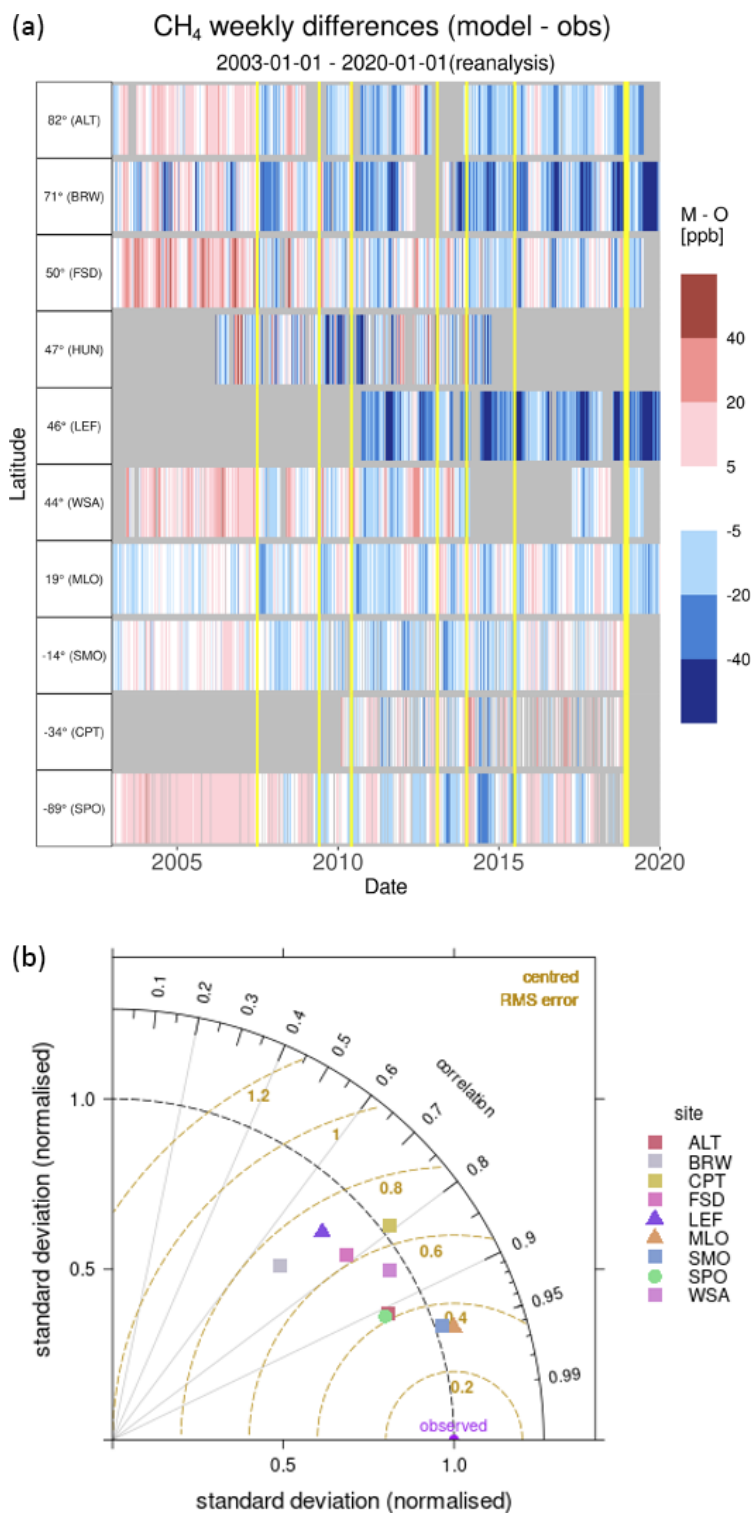 (a)
CH₄ weekly differences (model - obs)
2003-01-01 - 2020-01-01(reanalysis)
82° (ALT)
71° (BRW)
50° (FSD)
47° (HUN)
46° (LEF)
44° (WSA)
19° (MLO)
-14° (SMO)
-34° (CPT)
-89° (SPO)
Latitude
2005
2010
2015
2020
Date
M - O
[ppb]
40
20
5
-5
-20
-40
(b)
centred
RMS error
0.1
0.2
0.3
0.4
0.5
0.6
0.7
0.8
0.9
0.95
0.99
correlation
1.2
1
0.8
0.6
0.4
0.2
observed
1.0
0.5
standard deviation (normalised)
0.5
1.0
standard deviation (normalised)
site
ALT
BRW
CPT
FSD
LEF
MLO
SMO
SPO
WSA